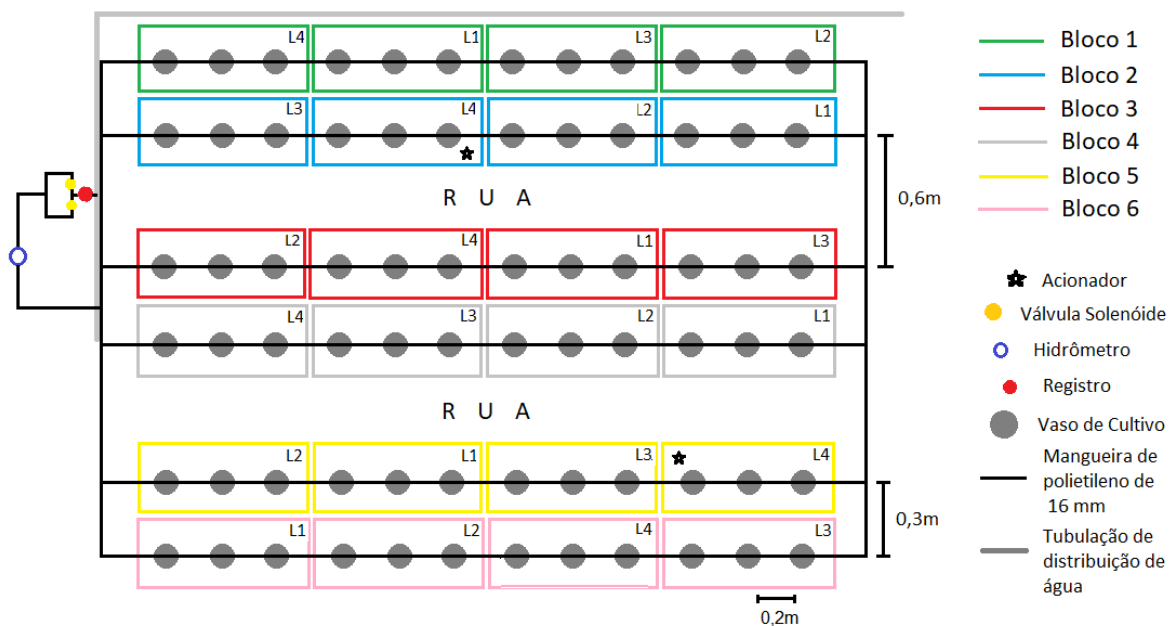 L4 L1 L3 L2
L3 L4 L2 L1
R U A
L2 L4 L1 L3
L4 L3 L2 L1
R U A
L2 L1 L3 L4
L1 L2 L4 L3
0,6m
0,3m
0,2m
Bloco 1
Bloco 2
Bloco 3
Bloco 4
Bloco 5
Bloco 6
Acionador
Válvula Solenóide
Hidrômetro
Registro
Vaso de Cultivo
Mangueira de
polietileno de
16 mm
Tubulação de
distribuição de
água